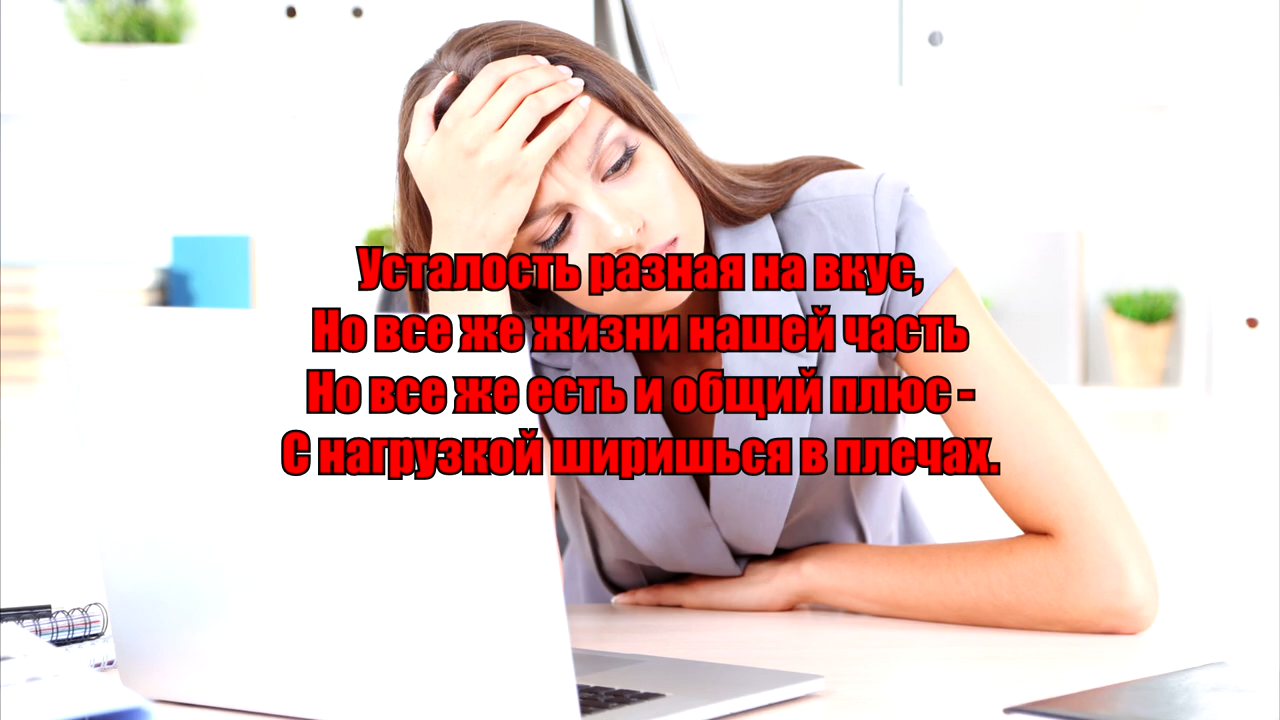 Усталость разная на вкус,
Но все же жизни нашей часть
Но все же есть и общий плюс -
С нагрузкой ширишься в плечах.